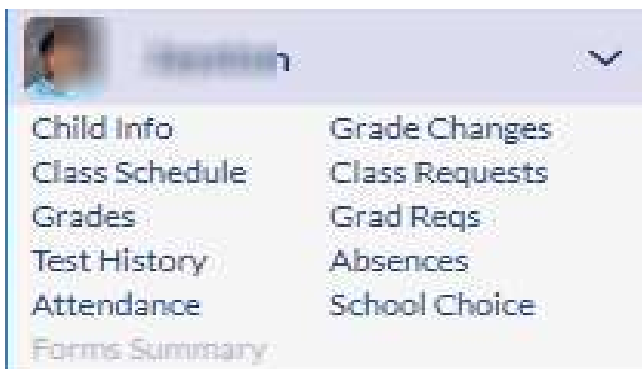 Child Info Grade Changes
Class Schedule Class Requests
Grades Grad Reqs
Test History Absences
Attendance School Choice
Forms Summary